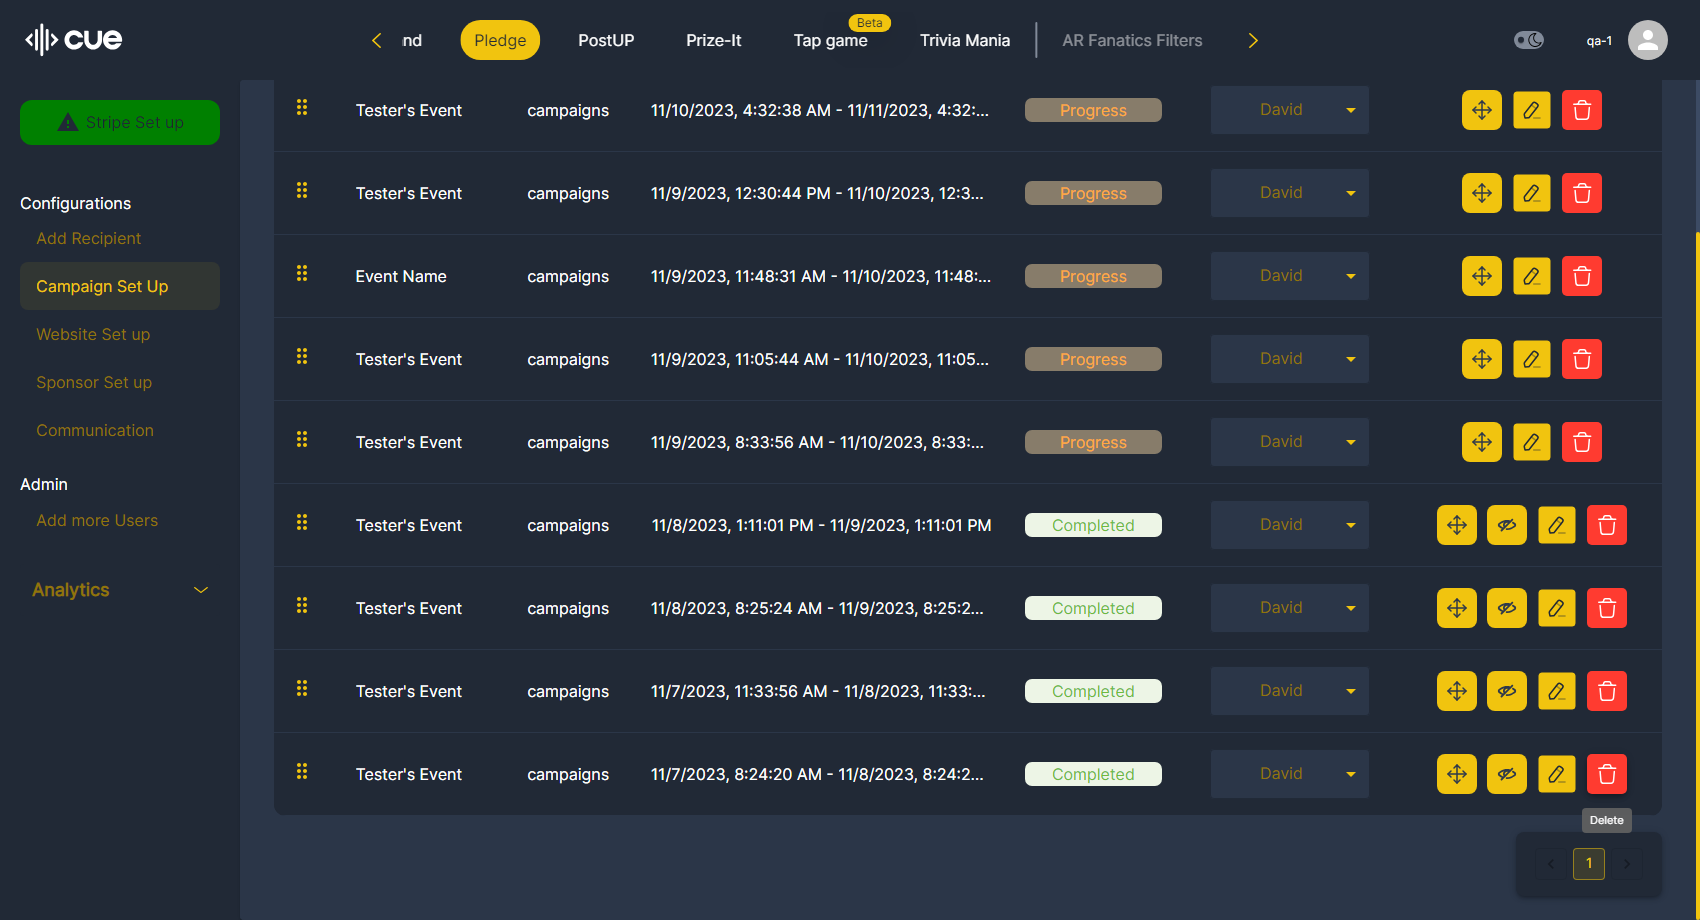 cue
nd
Pledge
PostUP
Prize-It
Beta
Tap game
Trivia Mania
AR Fanatics Filters
qa-1
Stripe Set up
Configurations
Add Recipient
Campaign Set Up
Website Set up
Sponsor Set up
Communication
Admin
Add more Users
Analytics
Tester's Event campaigns 11/10/2023, 4:32:38 AM - 11/11/2023, 4:32:... Progress David
Tester's Event campaigns 11/9/2023, 12:30:44 PM - 11/10/2023, 12:3... Progress David
Event Name campaigns 11/9/2023, 11:48:31 AM - 11/10/2023, 11:48:... Progress David
Tester's Event campaigns 11/9/2023, 11:05:44 AM - 11/10/2023, 11:05... Progress David
Tester's Event campaigns 11/9/2023, 8:33:56 AM - 11/10/2023, 8:33:... Progress David
Tester's Event campaigns 11/8/2023, 1:11:01 PM - 11/9/2023, 1:11:01 PM Completed David
Tester's Event campaigns 11/8/2023, 8:25:24 AM - 11/9/2023, 8:25:2... Completed David
Tester's Event campaigns 11/7/2023, 11:33:56 AM - 11/8/2023, 11:33:... Completed David
Tester's Event campaigns 11/7/2023, 8:24:20 AM - 11/8/2023, 8:24:2... Completed David
Delete
1